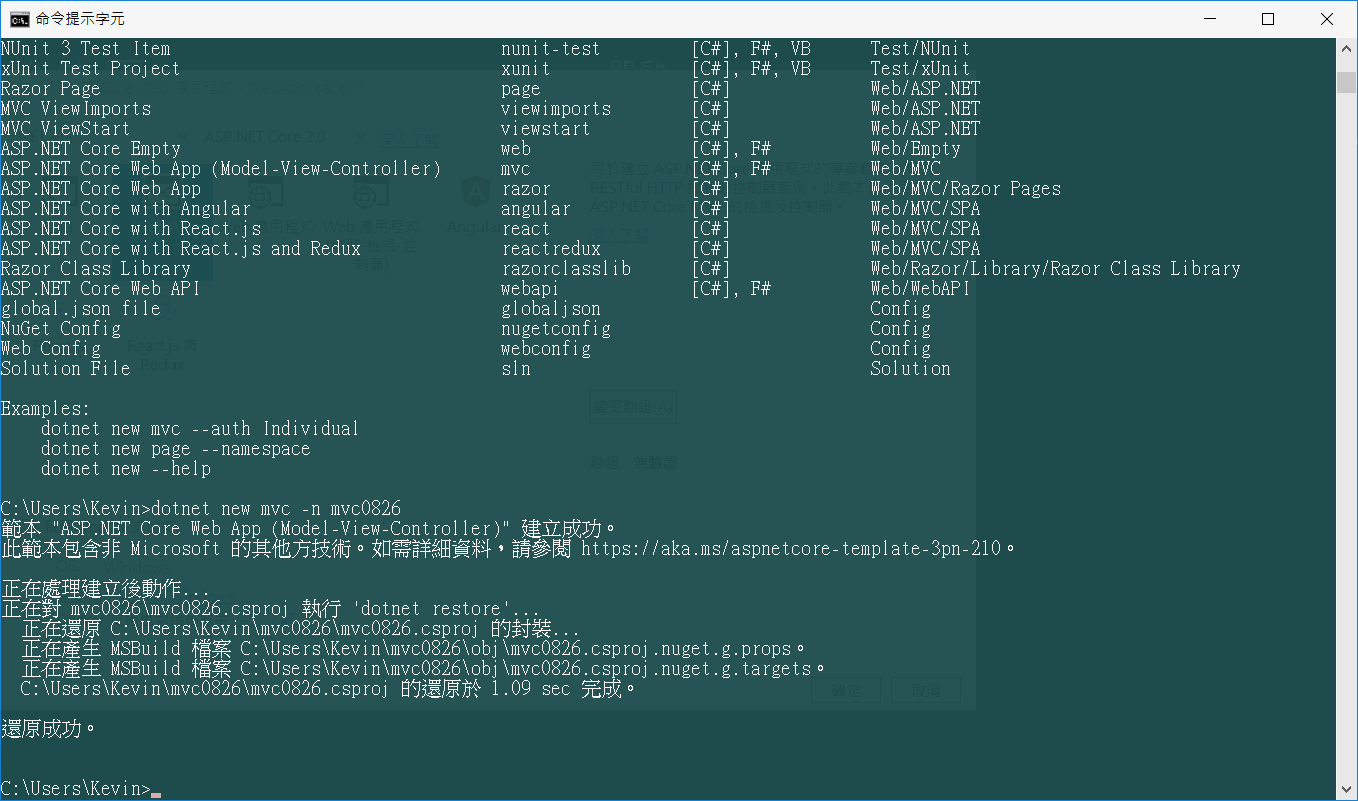 命令提示字元
NUnit 3 Test Item nunit-test [C#], F#, VB Test/NUnit
xUnit Test Project xunit [C#], F#, VB Test/xUnit
Razor Page page [C#] Web/ASP.NET
MVC ViewImports viewimports [C#] Web/ASP.NET
MVC ViewStart viewstart [C#] Web/ASP.NET
ASP.NET Core Empty web [C#], F# Web/Empty
ASP.NET Core Web App (Model-View-Controller) mvc [C#], F# Web/MVC
ASP.NET Core Web App razor [C#] Web/MVC/Razor Pages
ASP.NET Core with Angular angular [C#] Web/MVC/SPA
ASP.NET Core with React.js react [C#] Web/MVC/SPA
ASP.NET Core with React.js and Redux reactredux [C#] Web/MVC/SPA
Razor Class Library razorclasslib [C#] Web/Razor/Library/Razor Class Library
ASP.NET Core Web API webapi [C#], F# Web/WebAPI
global.json file globaljson Config
NuGet Config nugetconfig Config
Web Config webconfig Config
Solution File sln Solution
Examples:
dotnet new mvc --auth Individual
dotnet new page --namespace
dotnet new --help
C:\Users\Kevin>dotnet new mvc -n mvc0826
範本 "ASP.NET Core Web App (Model-View-Controller)" 建立成功。
此範本包含非 Microsoft 的其他方技術。如需詳細資料，請參閱 https://aka.ms/aspnetcore-template-3pn-210。
正在處理建立後動作...
正在對 mvc0826\mvc0826.csproj 執行 'dotnet restore'...
正在還原 C:\Users\Kevin\mvc0826\mvc0826.csproj 的封裝...
正在產生 MSBuild 檔案 C:\Users\Kevin\mvc0826\obj\mvc0826.csproj.nuget.g.props。
正在產生 MSBuild 檔案 C:\Users\Kevin\mvc0826\obj\mvc0826.csproj.nuget.g.targets。
C:\Users\Kevin\mvc0826\mvc0826.csproj 的還原於 1.09 sec 完成。
還原成功。
C:\Users\Kevin>